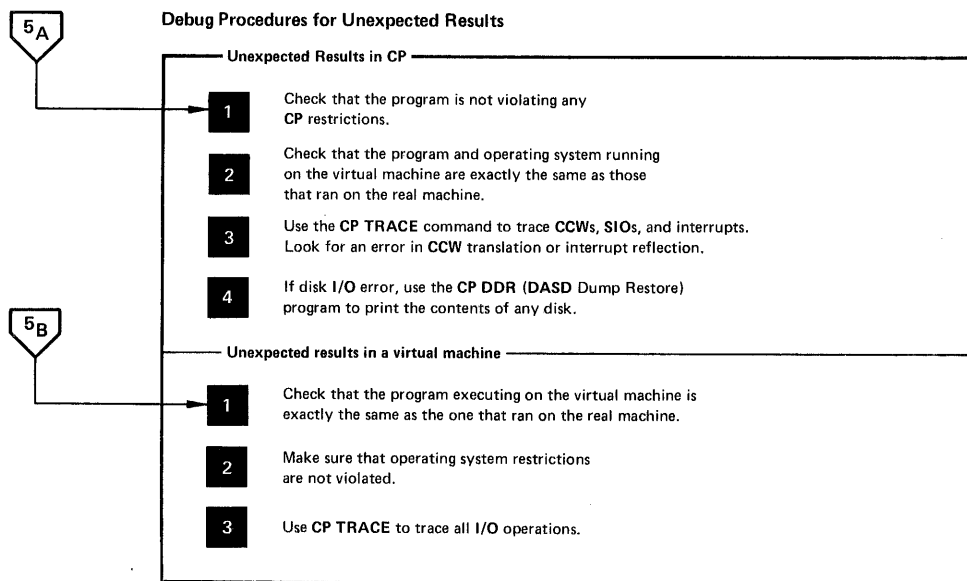 Debug Procedures for Unexpected Results
5A
Unexpected Results in CP
1
Check that the program is not violating any
CP restrictions.
2
Check that the program and operating system running
on the virtual machine are exactly the same as those
that ran on the real machine.
3
Use the CP TRACE command to trace CCWs, SIOs, and interrupts.
Look for an error in CCW translation or interrupt reflection.
4
If disk I/O error, use the CP DDR (DASD Dump Restore)
program to print the contents of any disk.
5B
Unexpected results in a virtual machine
1
Check that the program executing on the virtual machine is
exactly the same as the one that ran on the real machine.
2
Make sure that operating system restrictions
are not violated.
3
Use CP TRACE to trace all I/O operations.